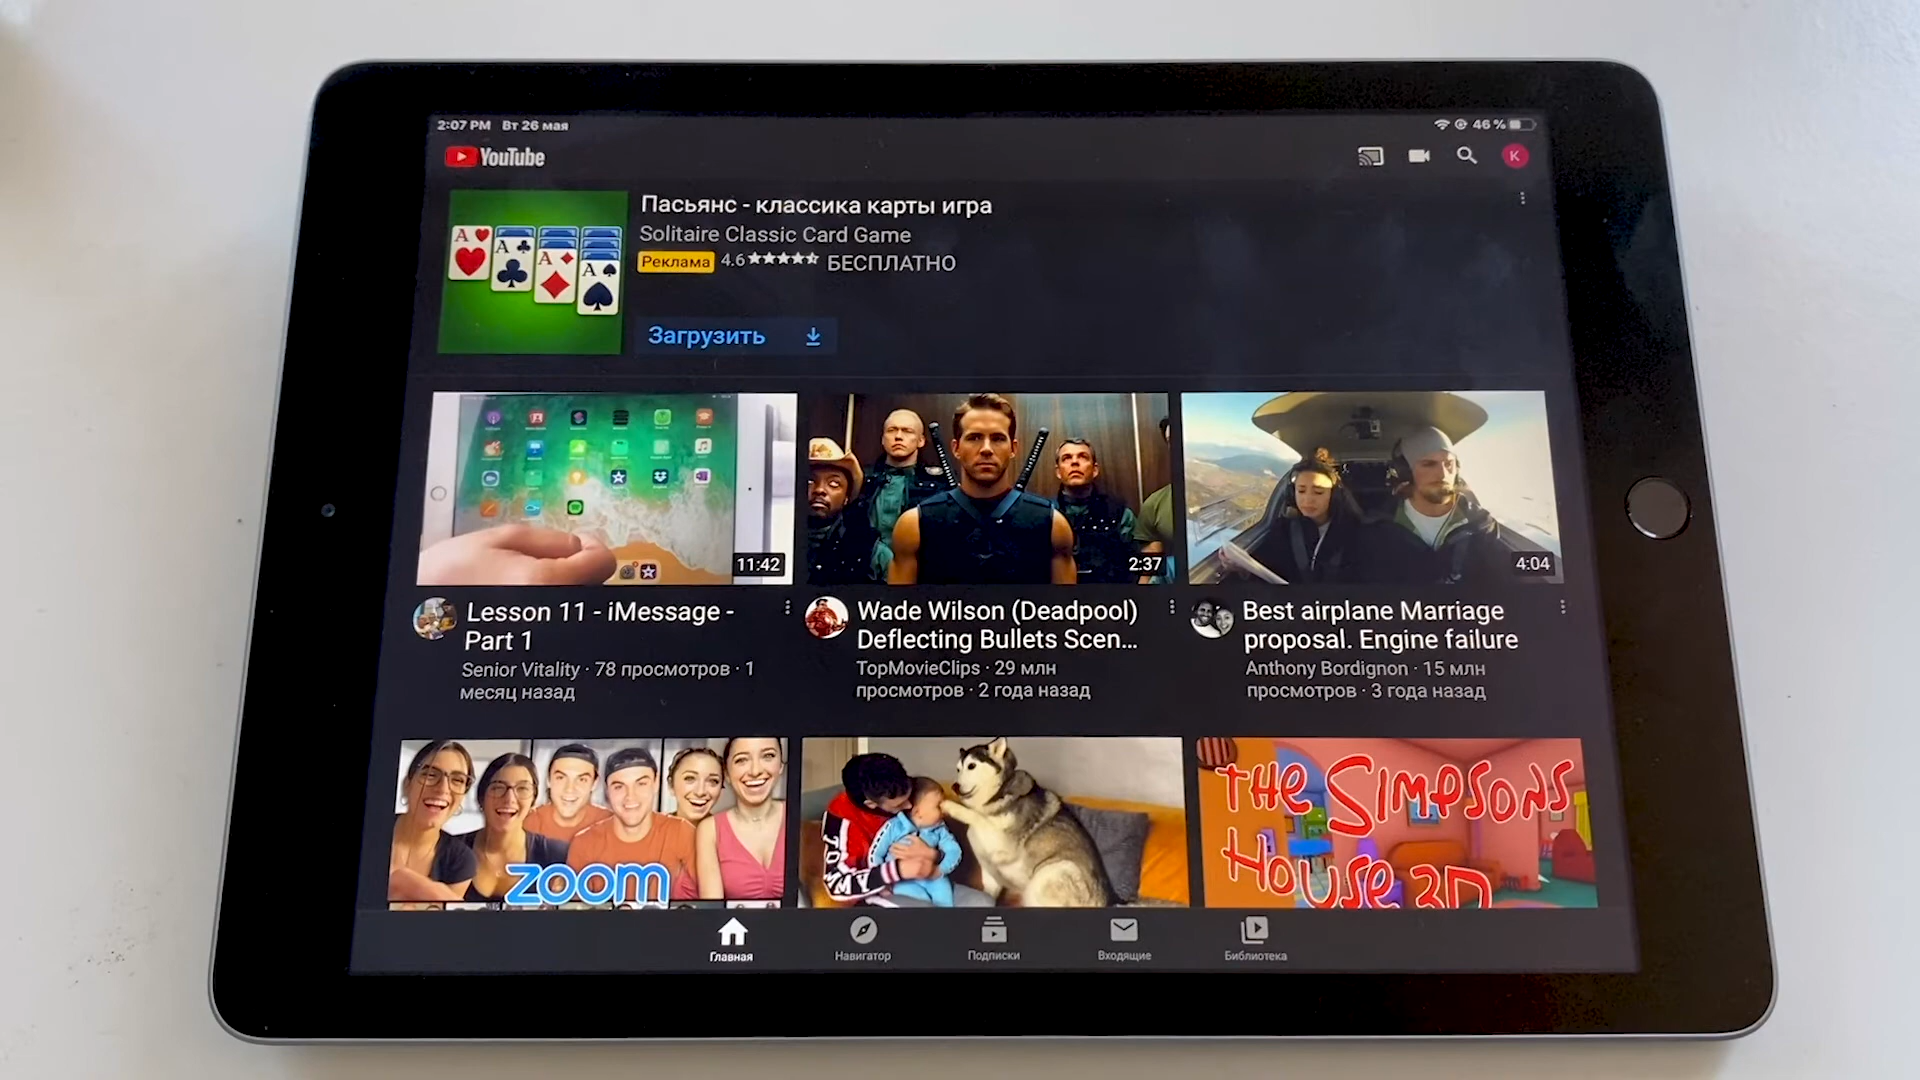 2:07 PM Вт 26 мая
46 %
YouTube
K
Пасьянс - классика карты игра
Solitaire Classic Card Game
Реклама 4.6 ★★★★ БЕСПЛАТНО
Загрузить
11:42
2:37
4:04
Lesson 11 - iMessage -
Part 1
Senior Vitality · 78 просмотров · 1
месяц назад
Wade Wilson (Deadpool)
Deflecting Bullets Scen...
TopMovieClips · 29 млн
просмотров · 2 года назад
Best airplane Marriage
proposal. Engine failure
Anthony Bordignon · 15 млн
просмотров · 3 года назад
zoom
THE SIMPSONS
HOUSE 3D
Главная
Навигатор
Подписки
Входящие
Библиотека